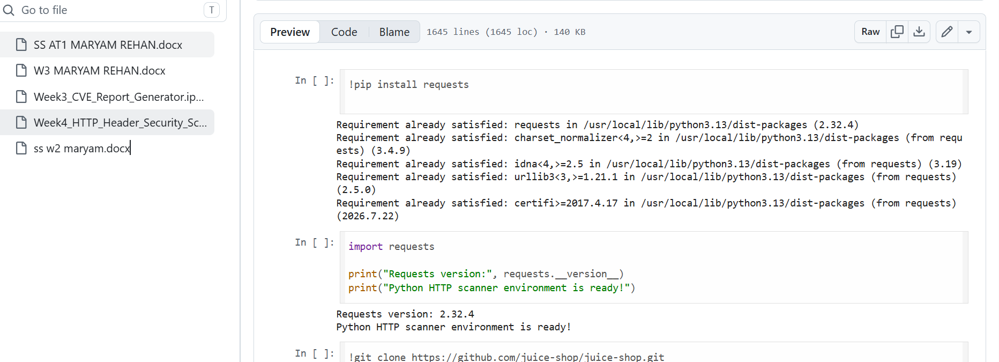 Go to file
T
SS AT1 MARYAM REHAN.docx
W3 MARYAM REHAN.docx
Week3_CVE_Report_Generator.ip...
Week4_HTTP_Header_Security_Sc...
ss w2 maryam.docx
Preview
Code
Blame
1645 lines (1645 loc) · 140 KB
Raw
In [ ]:
!pip install requests
Requirement already satisfied: requests in /usr/local/lib/python3.13/dist-packages (2.32.4)
Requirement already satisfied: charset_normalizer<4,>=2 in /usr/local/lib/python3.13/dist-packages (from requ
ests) (3.4.9)
Requirement already satisfied: idna<4,>=2.5 in /usr/local/lib/python3.13/dist-packages (from requests) (3.19)
Requirement already satisfied: urllib3<3,>=1.21.1 in /usr/local/lib/python3.13/dist-packages (from requests)
(2.5.0)
Requirement already satisfied: certifi>=2017.4.17 in /usr/local/lib/python3.13/dist-packages (from requests)
(2026.7.22)
In [ ]:
import requests
print("Requests version:", requests.__version__)
print("Python HTTP scanner environment is ready!")
Requests version: 2.32.4
Python HTTP scanner environment is ready!
In [ ]:
!git clone https://github.com/juice-shop/juice-shop.git